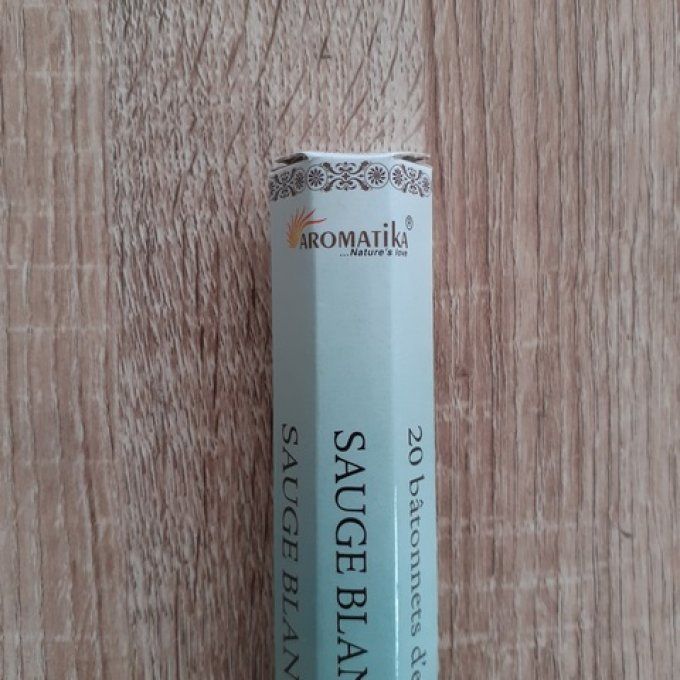 AROMATIKA®
...Nature's love
SAUGE BLAN
SAUGE BLAN
20 bâtonnets d'e